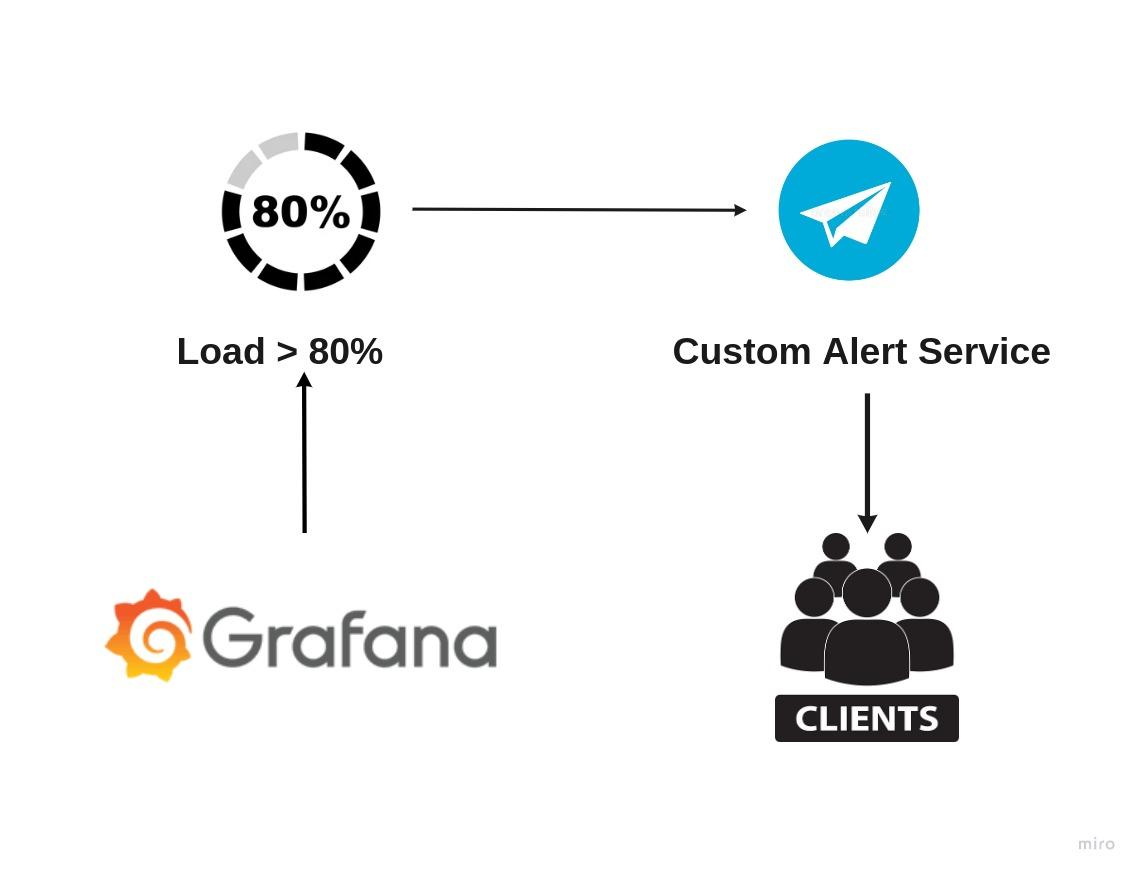 80%
Load > 80%
Custom Alert Service
Grafana
CLIENTS
miro